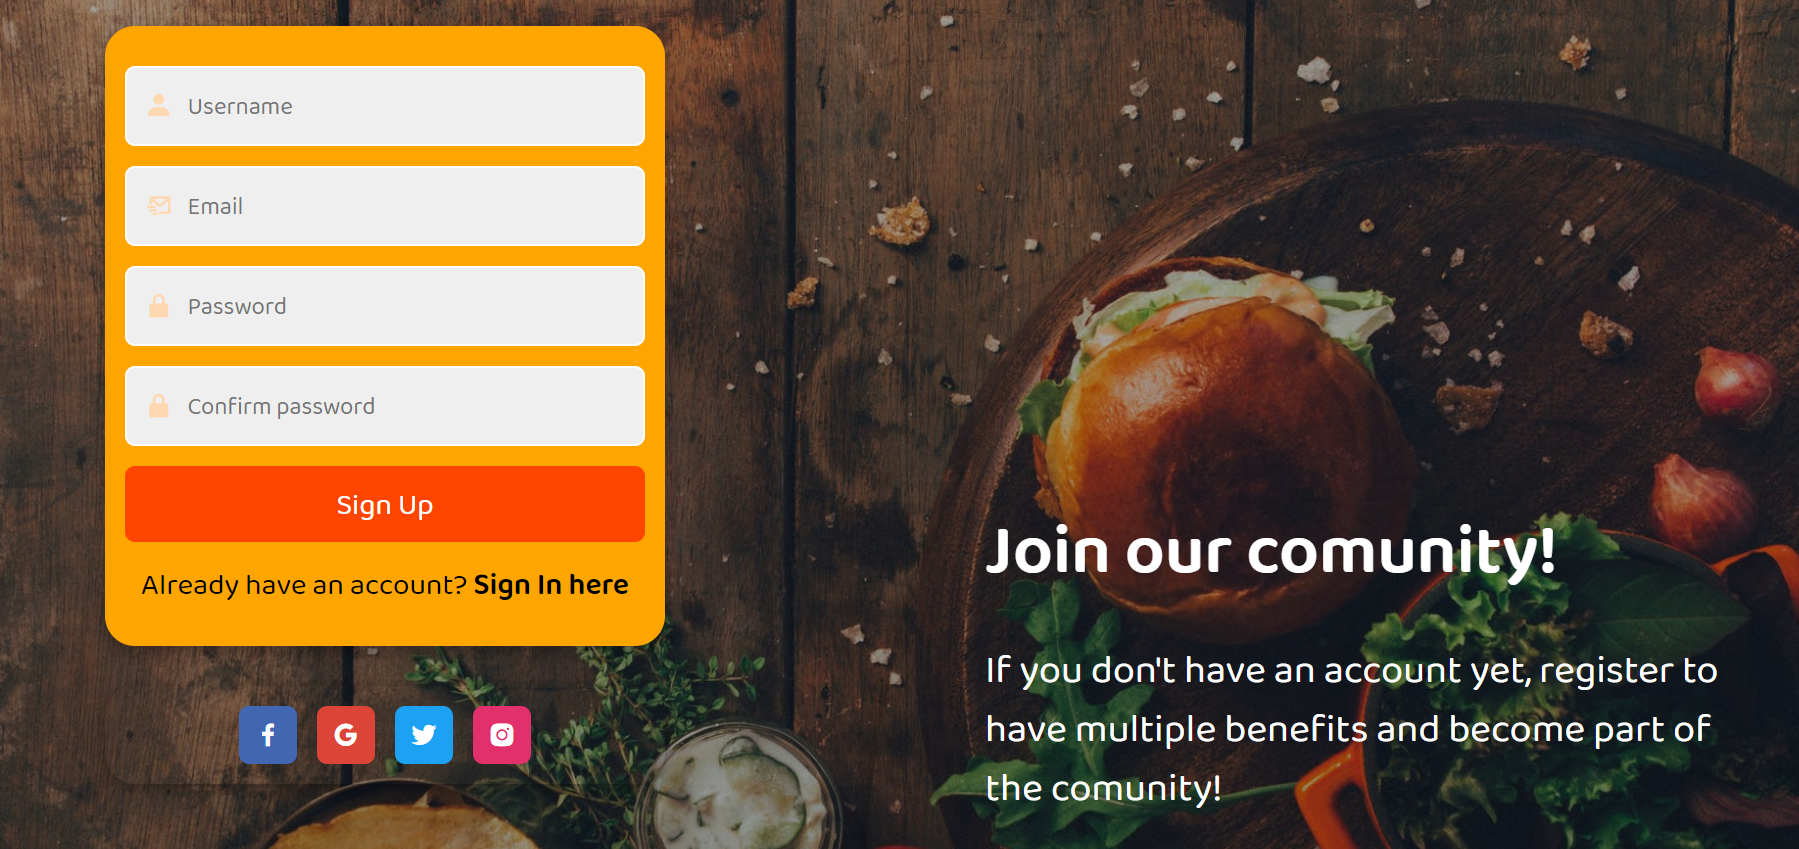 Username
Email
Password
Confirm password
Sign Up
Already have an account? Sign In here
Join our comunity!
If you don't have an account yet, register to
have multiple benefits and become part of
the comunity!